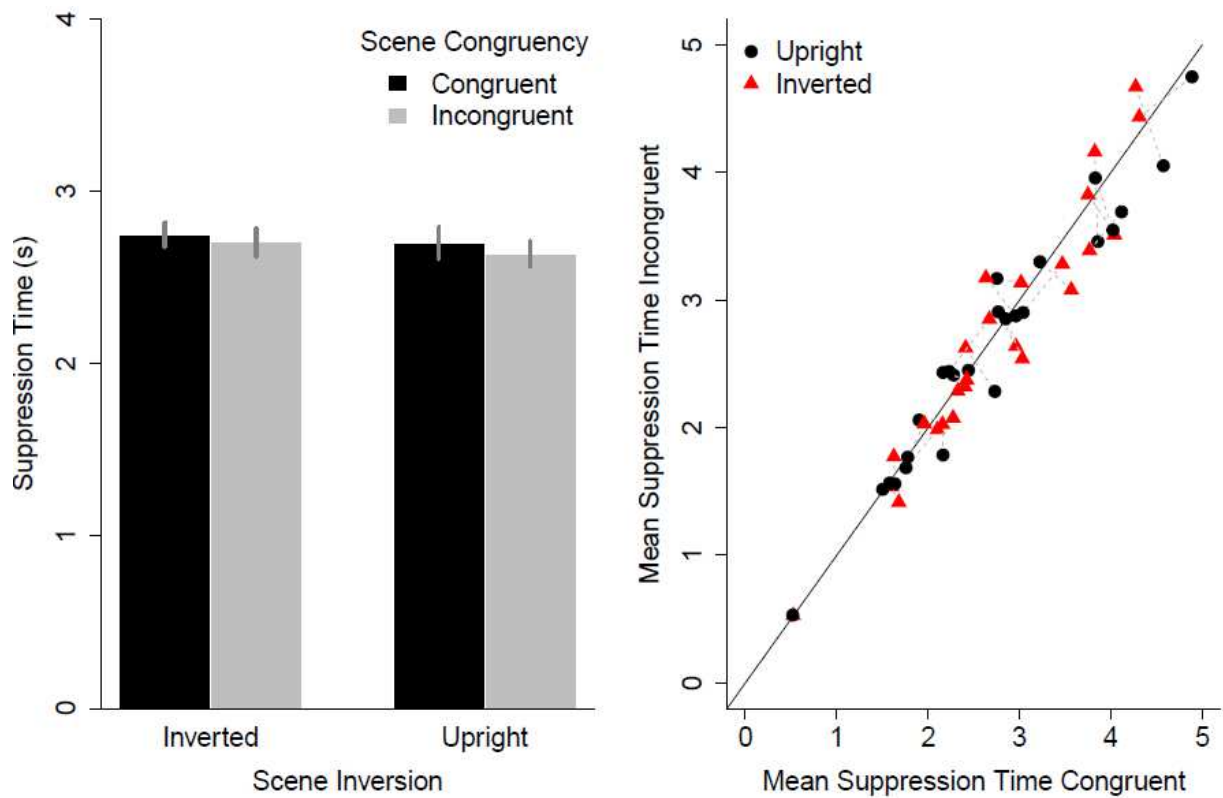 4
3
2
1
0
Suppression Time (s)
Scene Congruency
Congruent
Incongruent
Inverted Upright
Scene Inversion
5
4
3
2
1
0
Mean Suppression Time Incongruent
Upright
Inverted
0 1 2 3 4 5
Mean Suppression Time Congruent